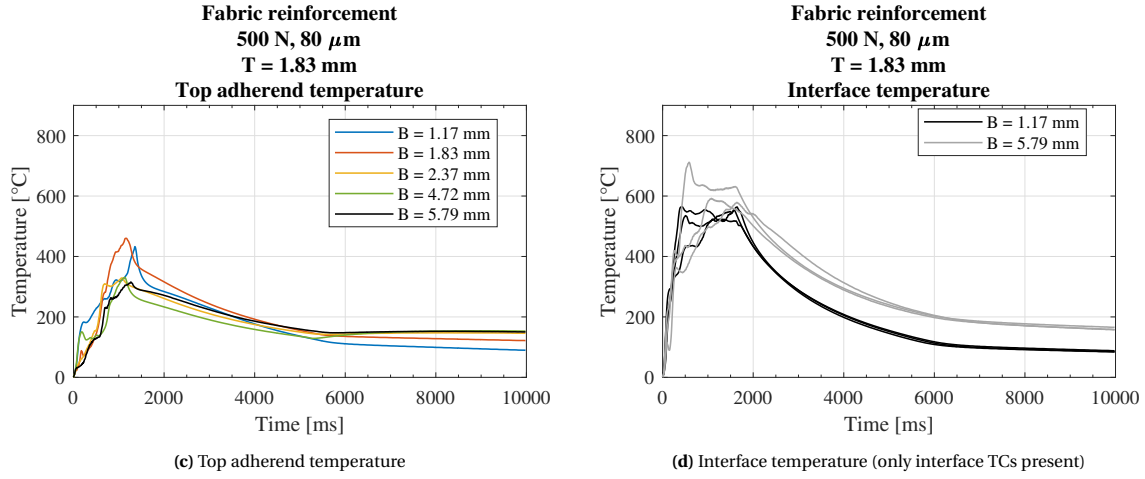 Fabric reinforcement
500 N, 80 μm
T = 1.83 mm
Top adherend temperature
Temperature [°C]
800
600
400
200
0
B = 1.17 mm
B = 1.83 mm
B = 2.37 mm
B = 4.72 mm
B = 5.79 mm
0 2000 4000 6000 8000 10000
Time [ms]
(c) Top adherend temperature
Fabric reinforcement
500 N, 80 μm
T = 1.83 mm
Interface temperature
Temperature [°C]
800
600
400
200
0
B = 1.17 mm
B = 5.79 mm
0 2000 4000 6000 8000 10000
Time [ms]
(d) Interface temperature (only interface TCs present)